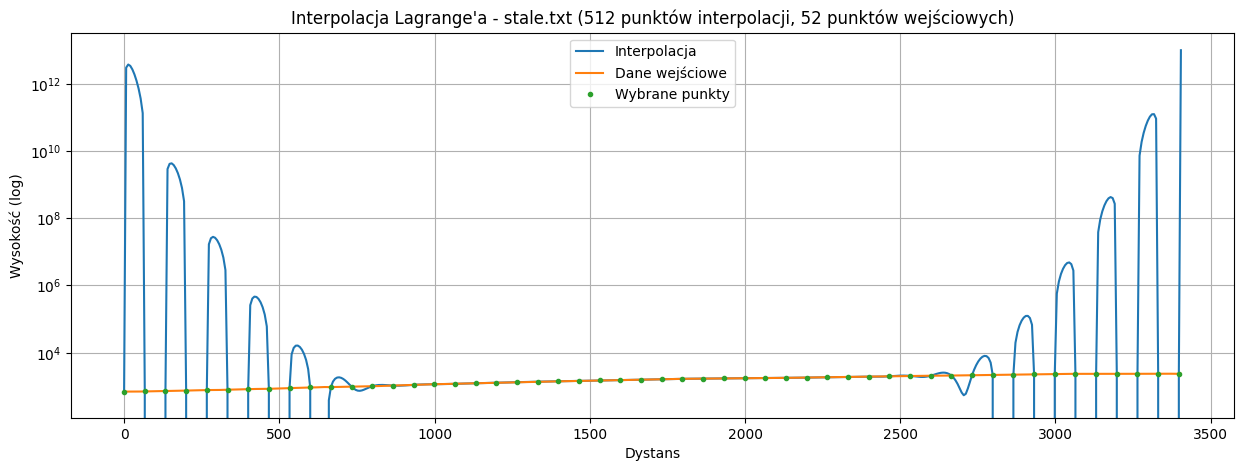 Interpolacja Lagrange'a - stale.txt (512 punktów interpolacji, 52 punktów wejściowych)
Interpolacja
Dane wejściowe
Wybrane punkty
Wysokość (log)
10¹²
10¹⁰
10⁸
10⁶
10⁴
0 500 1000 1500 2000 2500 3000 3500
Dystans